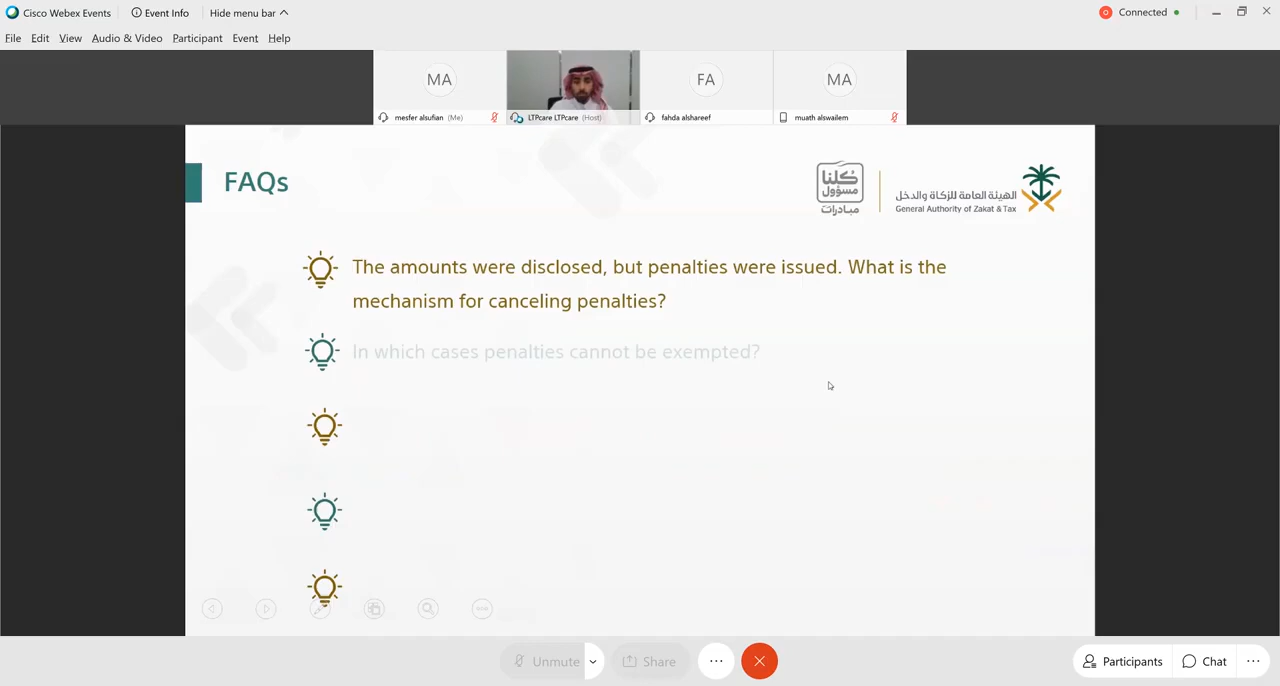 Cisco Webex Events
Event Info
Hide menu bar
Connected
File Edit View Audio & Video Participant Event Help
MA
FA
MA
mesfer alsufian (Me)
LTPcare LTPcare (Host)
fahda alshareef
muath alswailem
FAQs
كلنا
مسؤول
مبادرات
الهيئة العامة للزكاة والدخل
General Authority of Zakat & Tax
The amounts were disclosed, but penalties were issued. What is the
mechanism for canceling penalties?
In which cases penalties cannot be exempted?
Unmute
Share
Participants
Chat